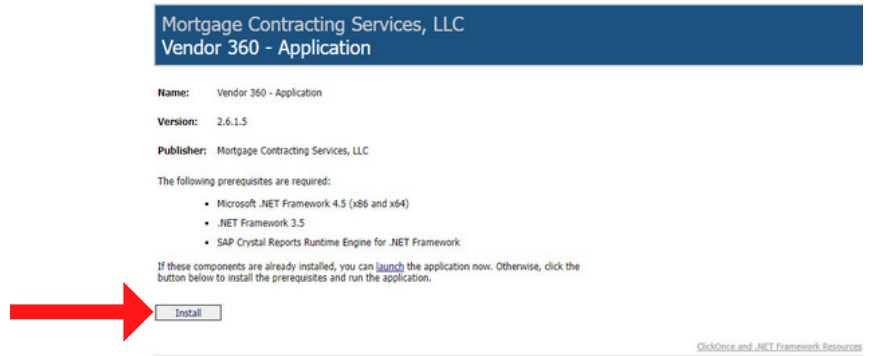 Mortgage Contracting Services, LLC
Vendor 360 - Application
Name: Vendor 360 - Application
Version: 2.6.1.5
Publisher: Mortgage Contracting Services, LLC
The following prerequisites are required:
• Microsoft .NET Framework 4.5 (x86 and x64)
• .NET Framework 3.5
• SAP Crystal Reports Runtime Engine for .NET Framework
If these components are already installed, you can launch the application now. Otherwise, click the
button below to install the prerequisites and run the application.
Install
ClickOnce and .NET Framework Resources